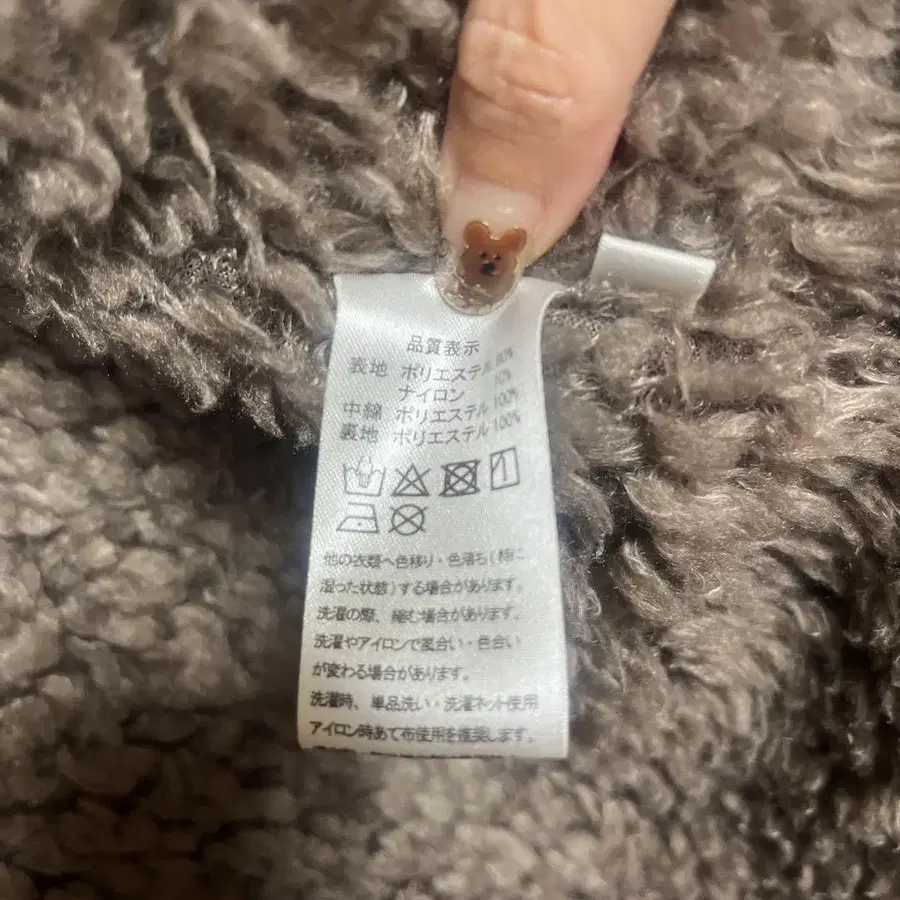 品質表示
表地 ポリエステル 90%
ナイロン 10%
中綿 ポリエステル 100%
裏地 ポリエステル 100%
他の衣類へ色移り・色落ち(特に
湿った状態)する場合があります。
洗濯の際、縮む場合があります。
洗濯やアイロンで風合い・色合い
が変わる場合があります。
洗濯時、単品洗い・洗濯ネット使用
アイロン時あて布使用を推奨します。